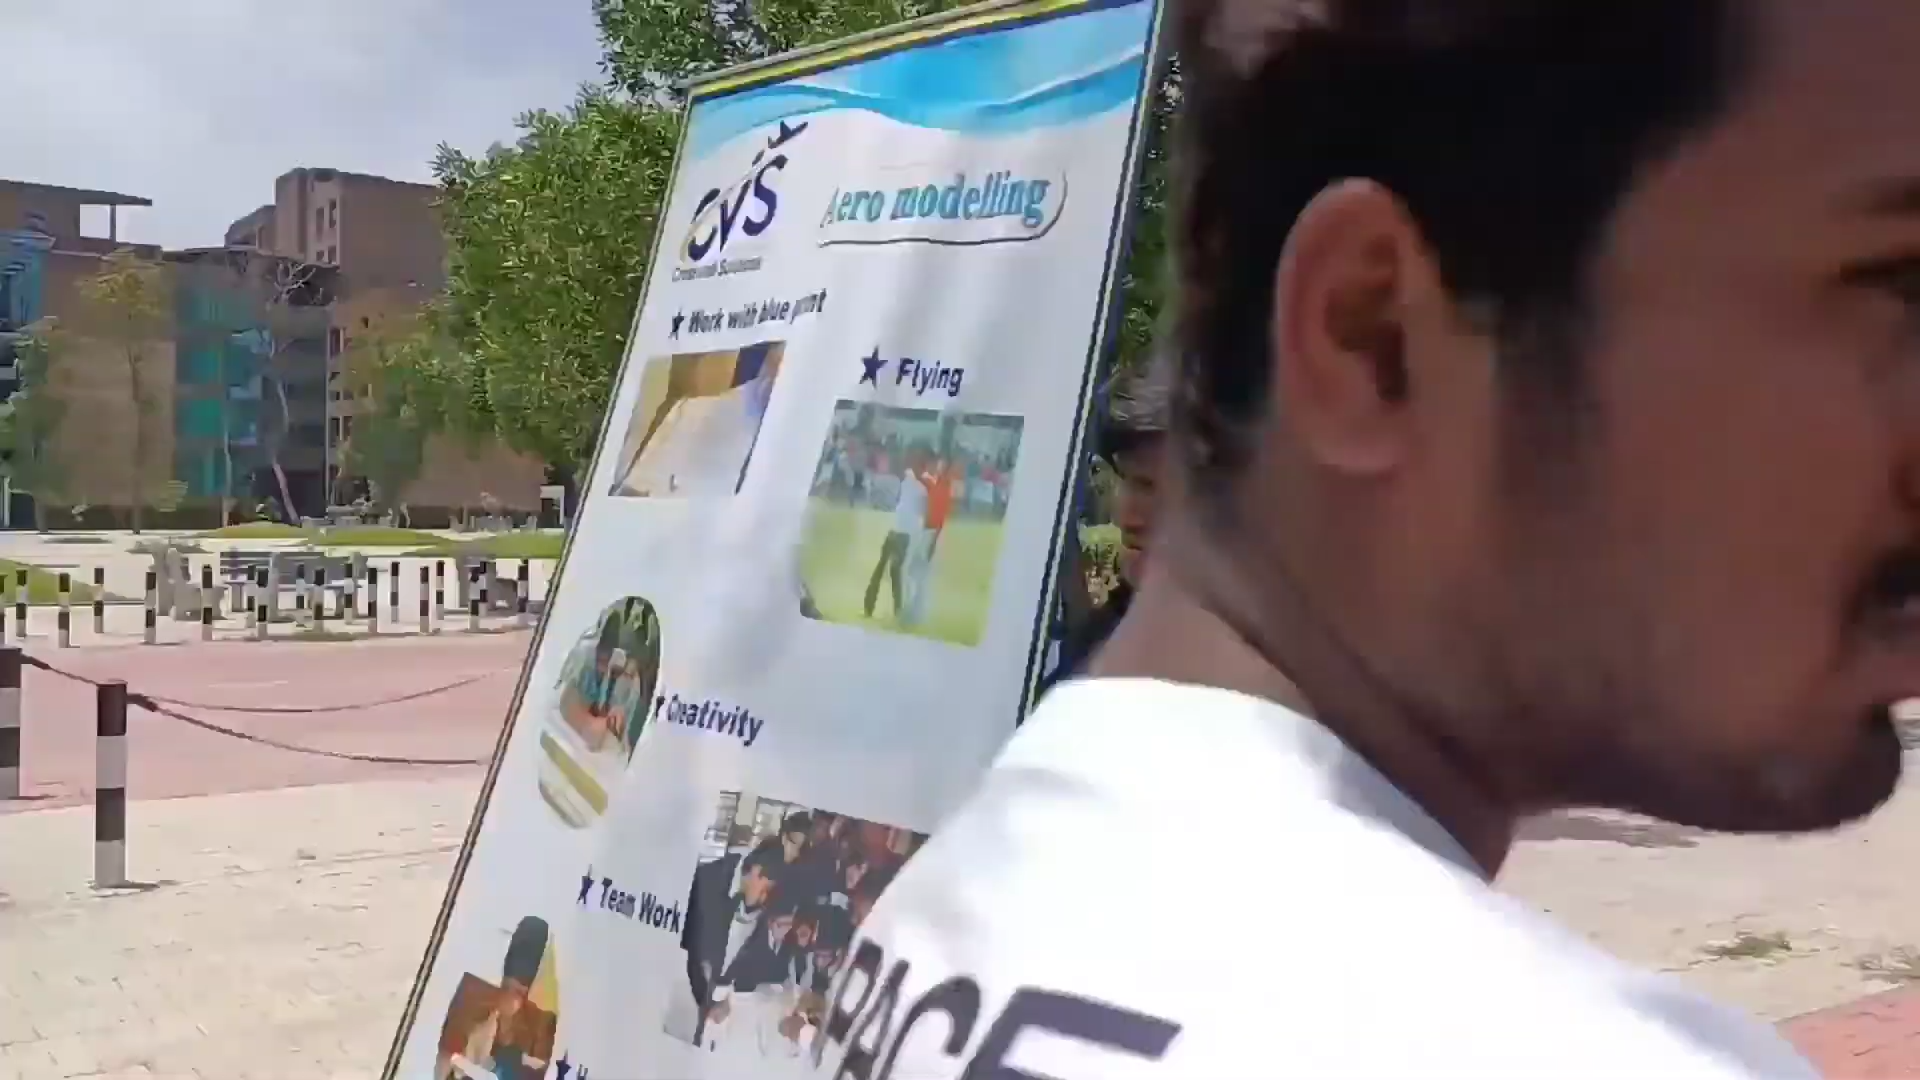 CVS
Aero modelling
★ Work with blue print
★ Flying
★ Creativity
★ Team Work
PACE